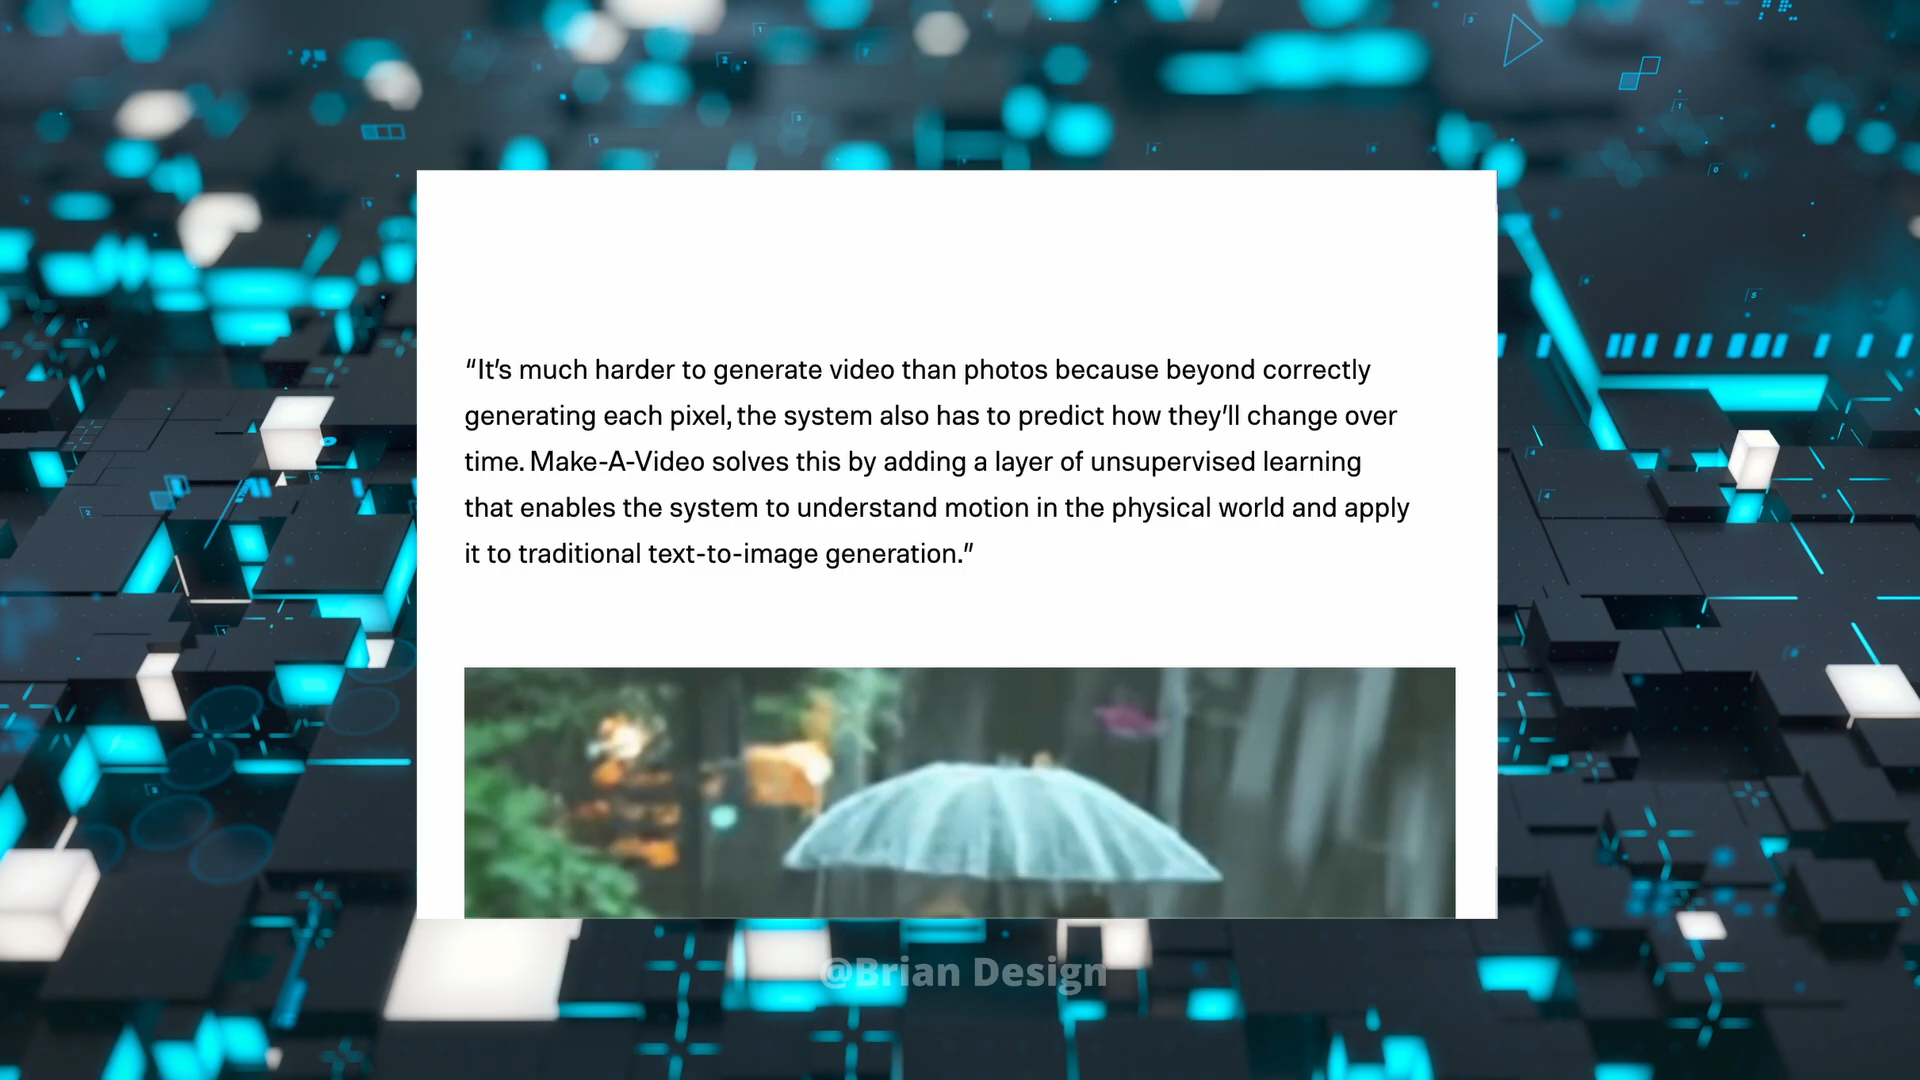 “It’s much harder to generate video than photos because beyond correctly
generating each pixel, the system also has to predict how they’ll change over
time. Make-A-Video solves this by adding a layer of unsupervised learning
that enables the system to understand motion in the physical world and apply
it to traditional text-to-image generation.”
@Brian Design